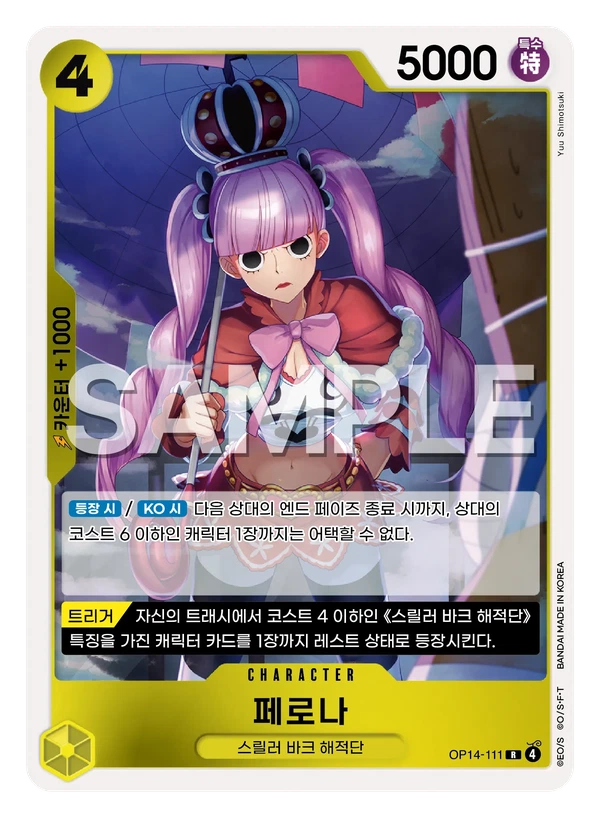 4
5000
특수
特
Yuu Shimotsuki
카운터 +1000
SAMPLE
등장 시 / KO 시 다음 상대의 엔드 페이즈 종료 시까지, 상대의
코스트 6 이하인 캐릭터 1장까지는 어택할 수 없다.
트리거 자신의 트래시에서 코스트 4 이하인 《스릴러 바크 해적단》
특징을 가진 캐릭터 카드를 1장까지 레스트 상태로 등장시킨다.
CHARACTER
페로나
스릴러 바크 해적단
OP14-111 R 4
©EO/S ©O/S・F・T BANDAI MADE IN KOREA